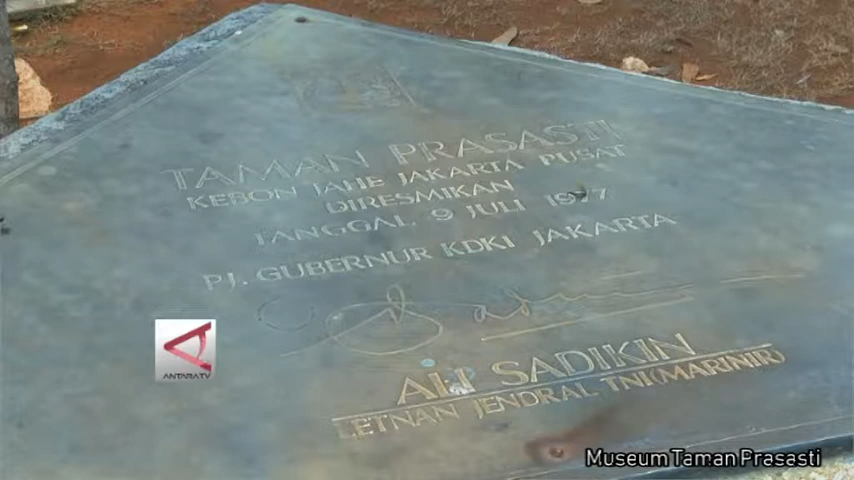 TAMAN PRASASTI
KEBON JAHE JAKARTA PUSAT
DIRESMIKAN
TANGGAL 9 JULI 1977
PJ. GUBERNUR KDKI JAKARTA
ALI SADIKIN
LETNAN JENDRAL TNI (MARINIR)
ANTARATV
Museum Taman Prasasti